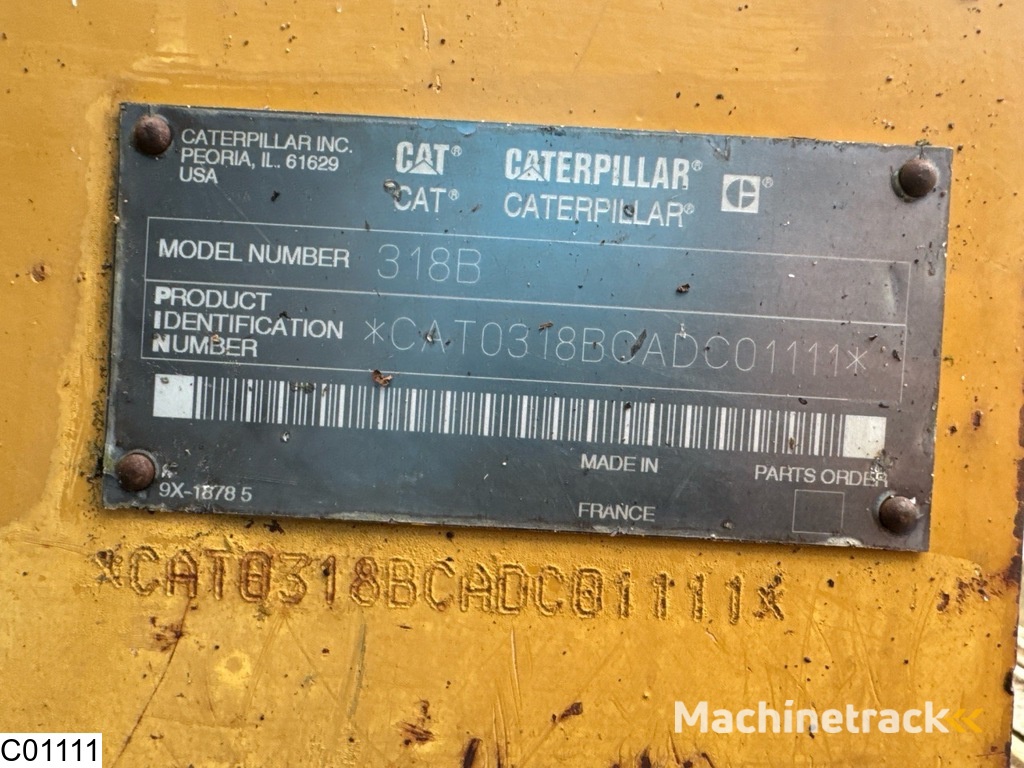 CATERPILLAR INC.
PEORIA, IL. 61629
USA
CAT® CATERPILLAR® ®
CAT® CATERPILLAR®
MODEL NUMBER 318B
PRODUCT
IDENTIFICATION
NUMBER
*CAT0318BCADC01111*
MADE IN
PARTS ORDER
9X-1878 5
FRANCE
*CAT0318BCADC01111*
Machinetrack
C01111